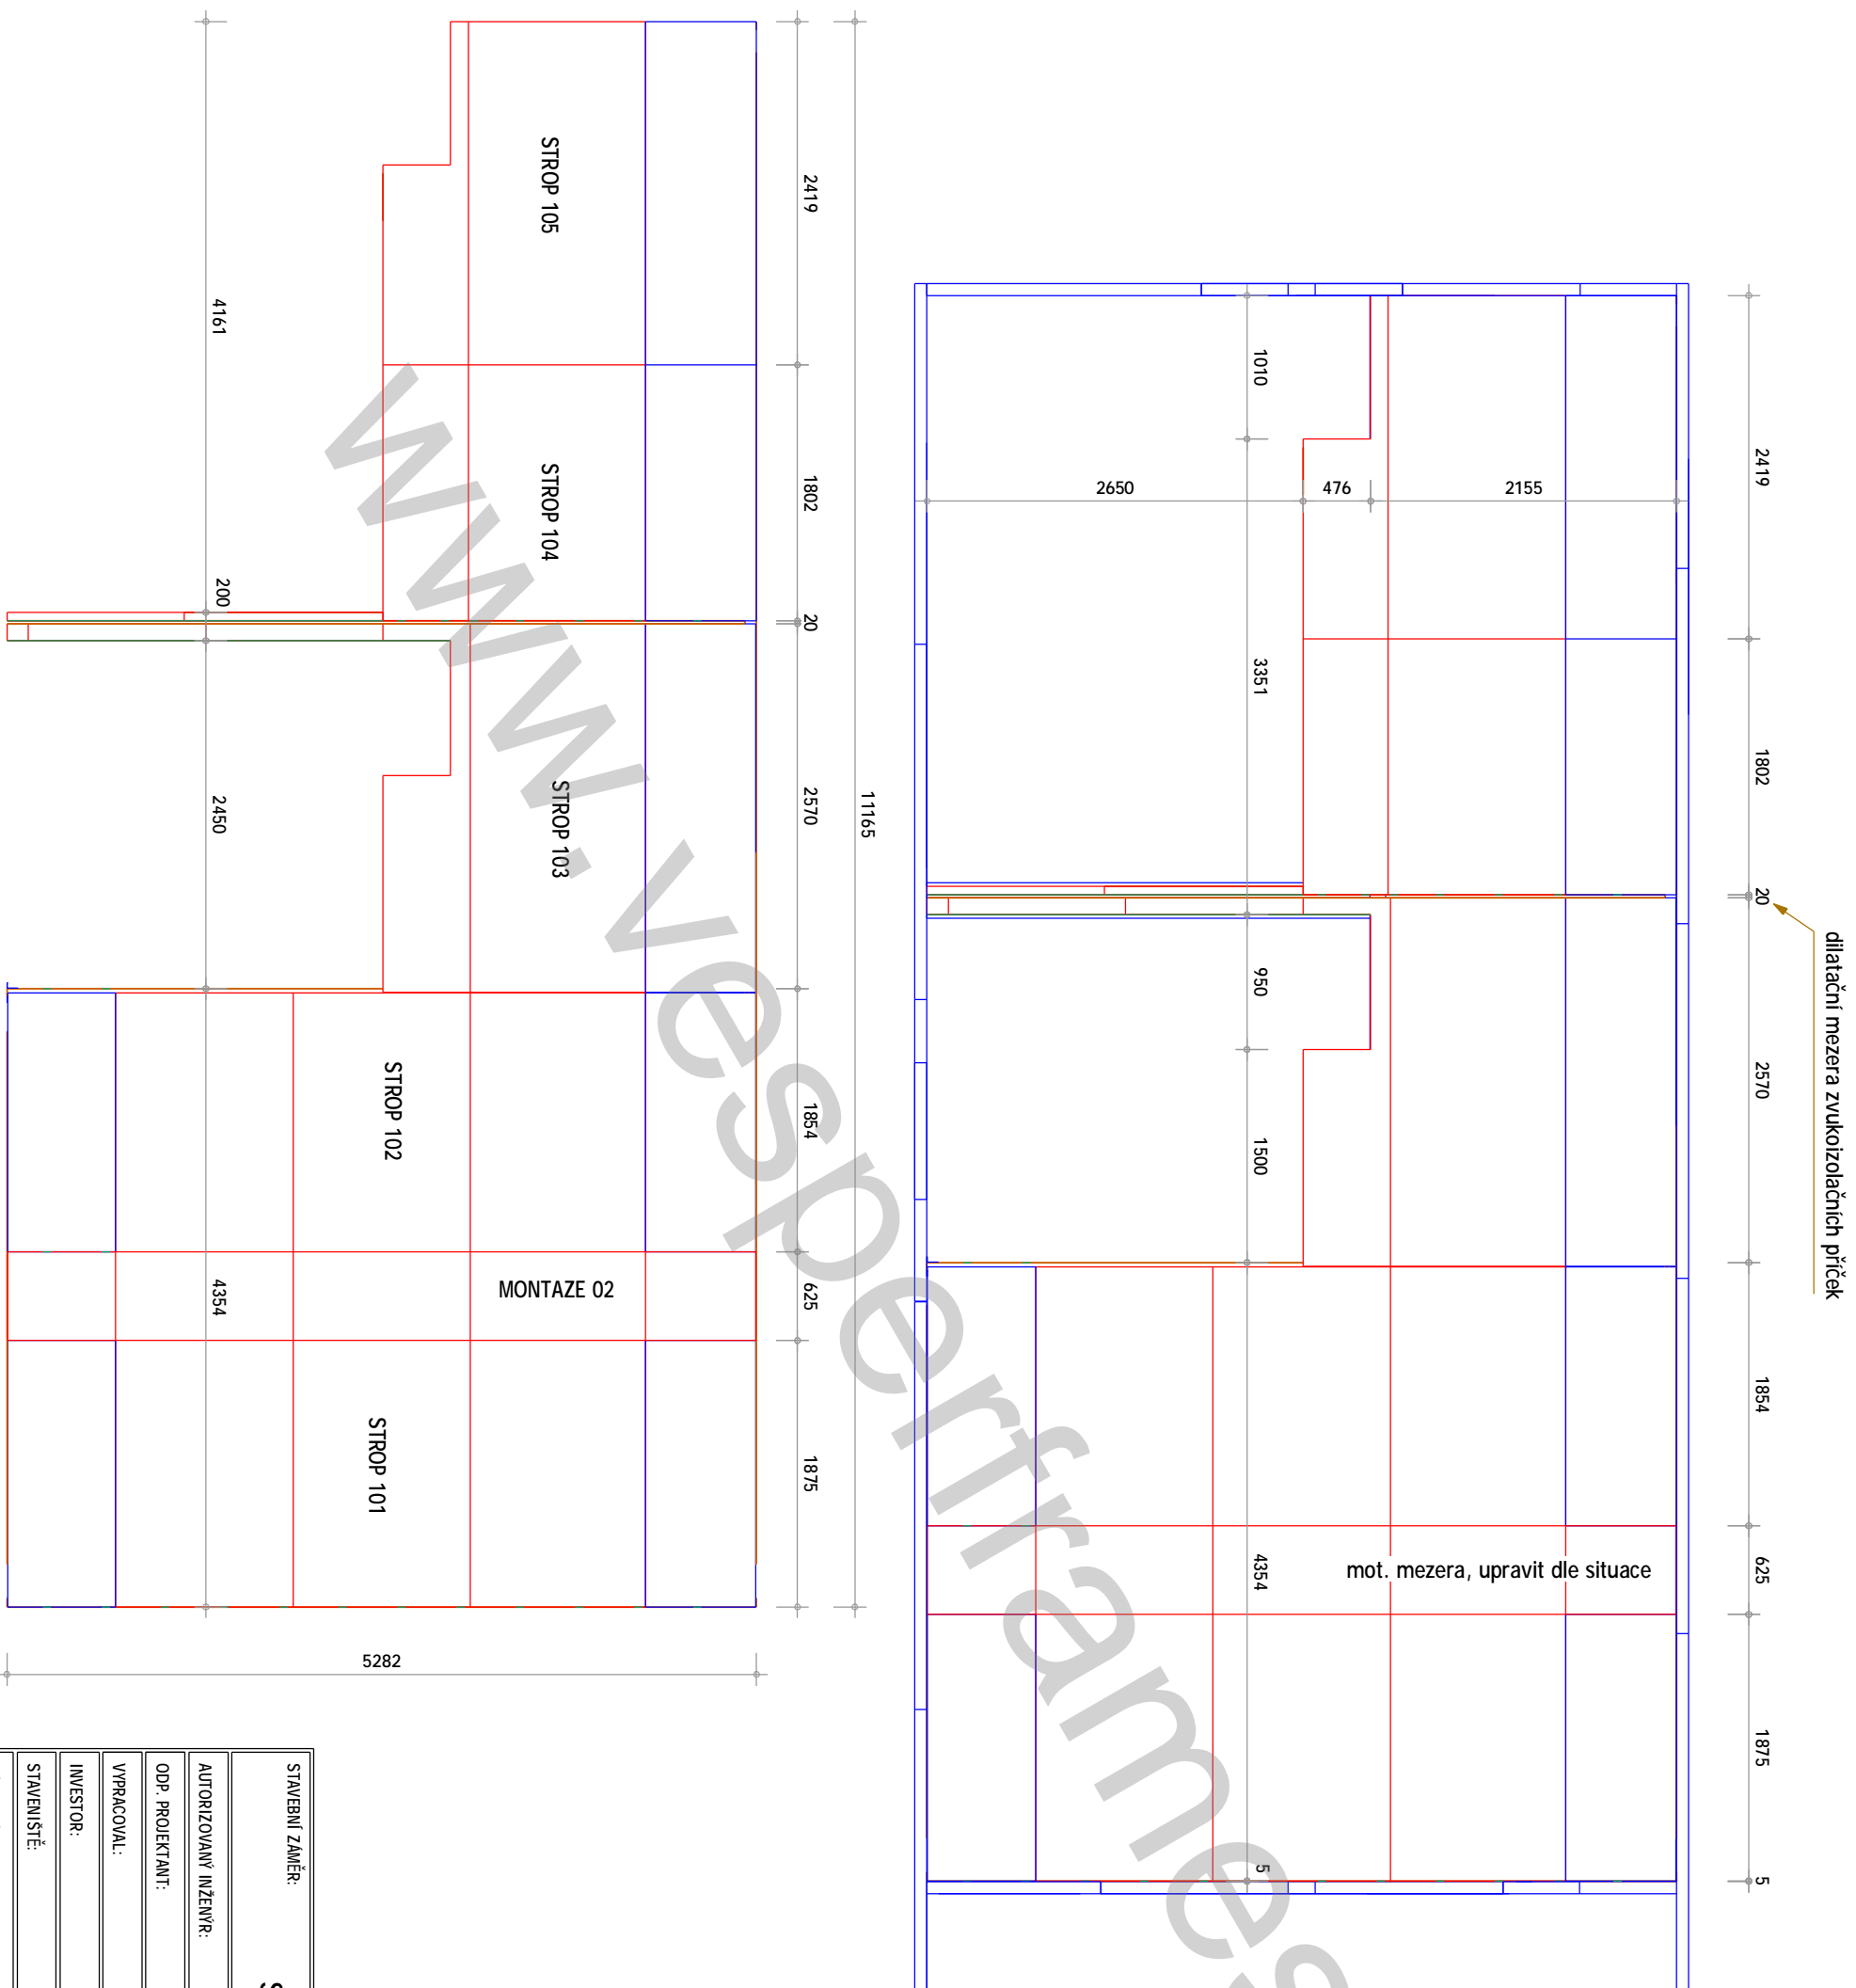 2419
1802
20
2570
1854
625
1875
5
dilatační mezera zvukoizolačních příček
1010
3351
950
1500
4354
5
2650
476
2155
mot. mezera, upravit dle situace
11165
2419
1802
20
2570
1854
625
1875
STROP 105
STROP 104
STROP 103
STROP 102
MONTAZE 02
STROP 101
4161
200
2450
4354
5282
www.vesperframes
STAVEBNÍ ZÁMĚR:
AUTORIZOVANÝ INŽENÝR:
ODP. PROJEKTANT:
VYPRACOVAL:
INVESTOR:
STAVENIŠTĚ: